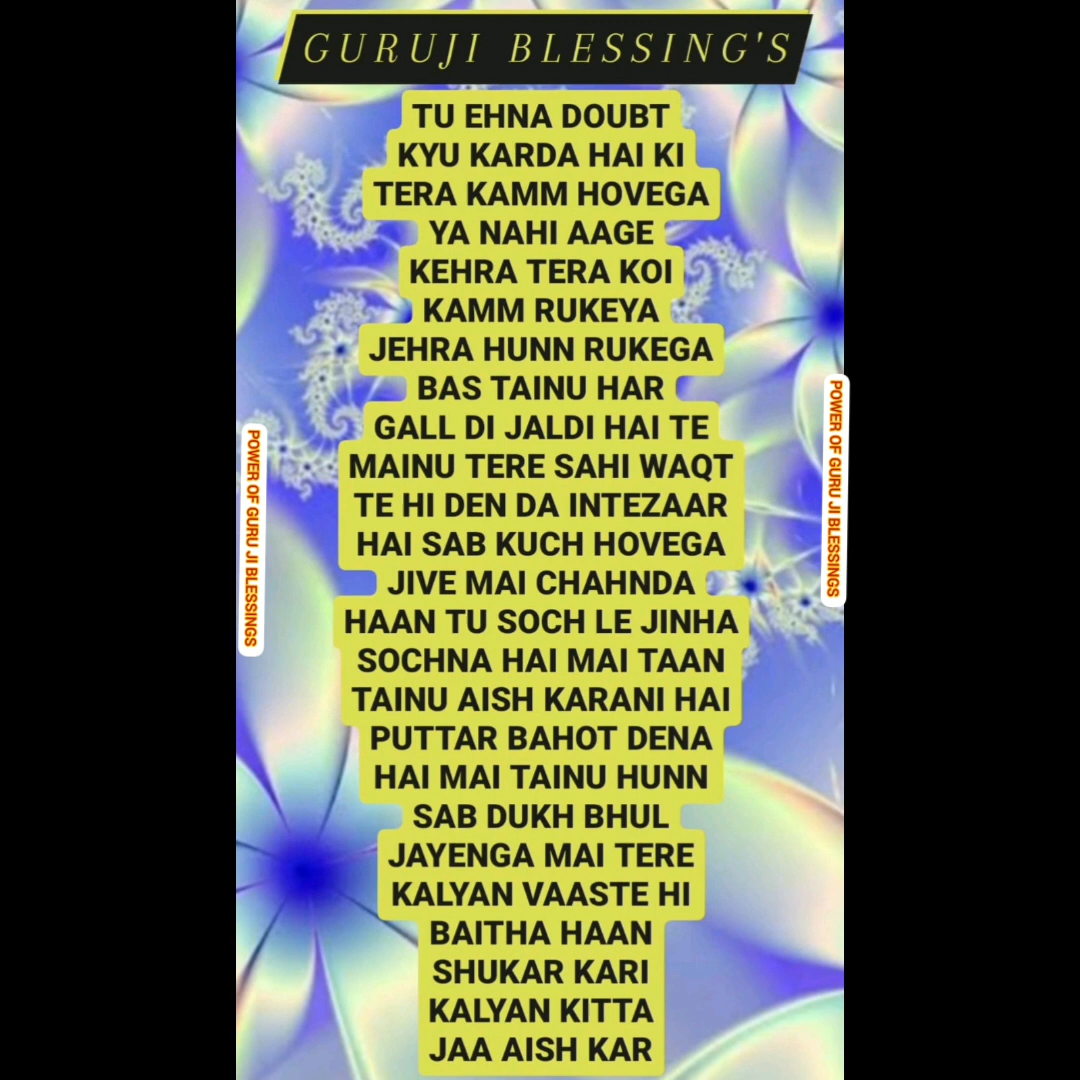 GURUJI BLESSING'S
TU EHNA DOUBT
KYU KARDA HAI KI
TERA KAMM HOVEGA
YA NAHI AAGE
KEHRA TERA KOI
KAMM RUKEYA
JEHRA HUNN RUKEGA
BAS TAINU HAR
GALL DI JALDI HAI TE
MAINU TERE SAHI WAQT
TE HI DEN DA INTEZAAR
HAI SAB KUCH HOVEGA
JIVE MAI CHAHNDA
HAAN TU SOCH LE JINHA
SOCHNA HAI MAI TAAN
TAINU AISH KARANI HAI
PUTTAR BAHOT DENA
HAI MAI TAINU HUNN
SAB DUKH BHUL
JAYENGA MAI TERE
KALYAN VAASTE HI
BAITHA HAAN
SHUKAR KARI
KALYAN KITTA
JAA AISH KAR
POWER OF GURU JI BLESSINGS
POWER OF GURU JI BLESSINGS